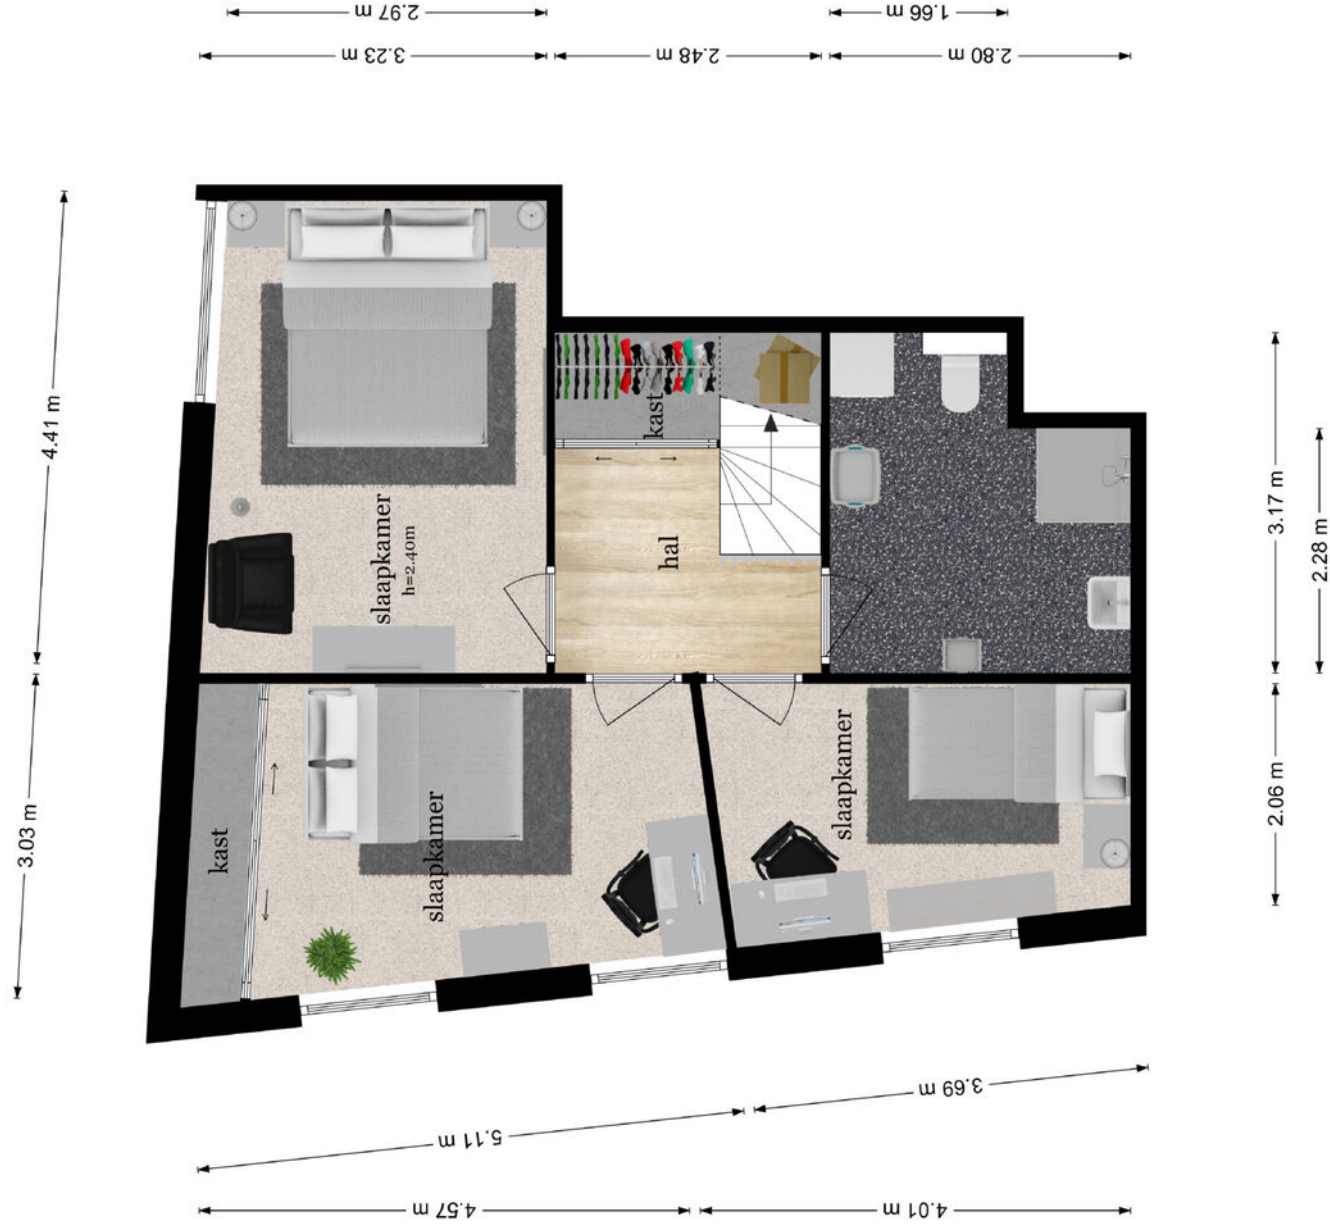 2.97 m
1.66 m
3.23 m
2.48 m
2.80 m
4.41 m
3.17 m
2.28 m
kast
slaapkamer
h=2.40m
hal
3.03 m
2.06 m
kast
slaapkamer
slaapkamer
3.69 m
5.11 m
4.57 m
4.01 m